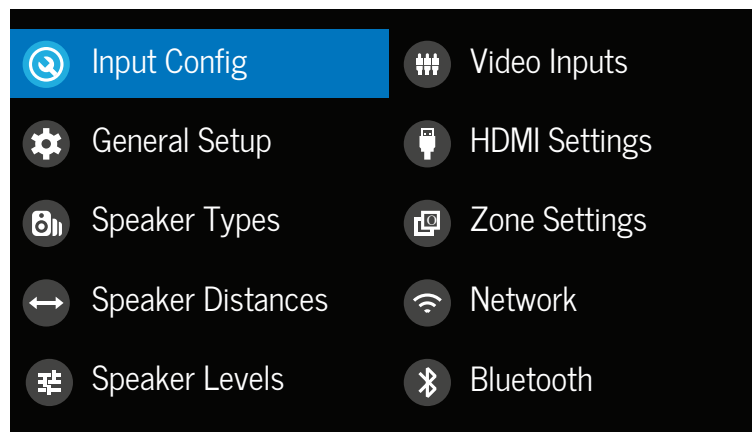 Input Config
General Setup
Speaker Types
Speaker Distances
Speaker Levels
Video Inputs
HDMI Settings
Zone Settings
Network
Bluetooth